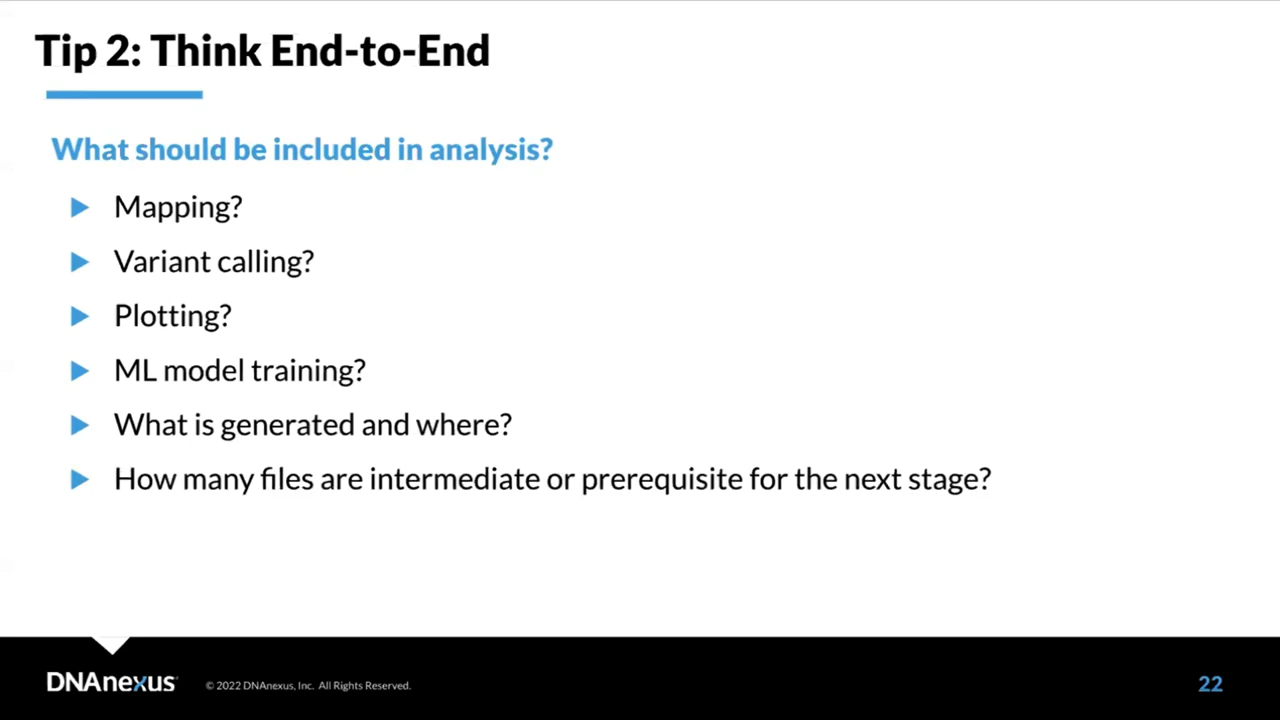 Tip 2: Think End-to-End
What should be included in analysis?
Mapping?
Variant calling?
Plotting?
ML model training?
What is generated and where?
How many files are intermediate or prerequisite for the next stage?
DNAnexus
© 2022 DNAnexus, Inc. All Rights Reserved.
22